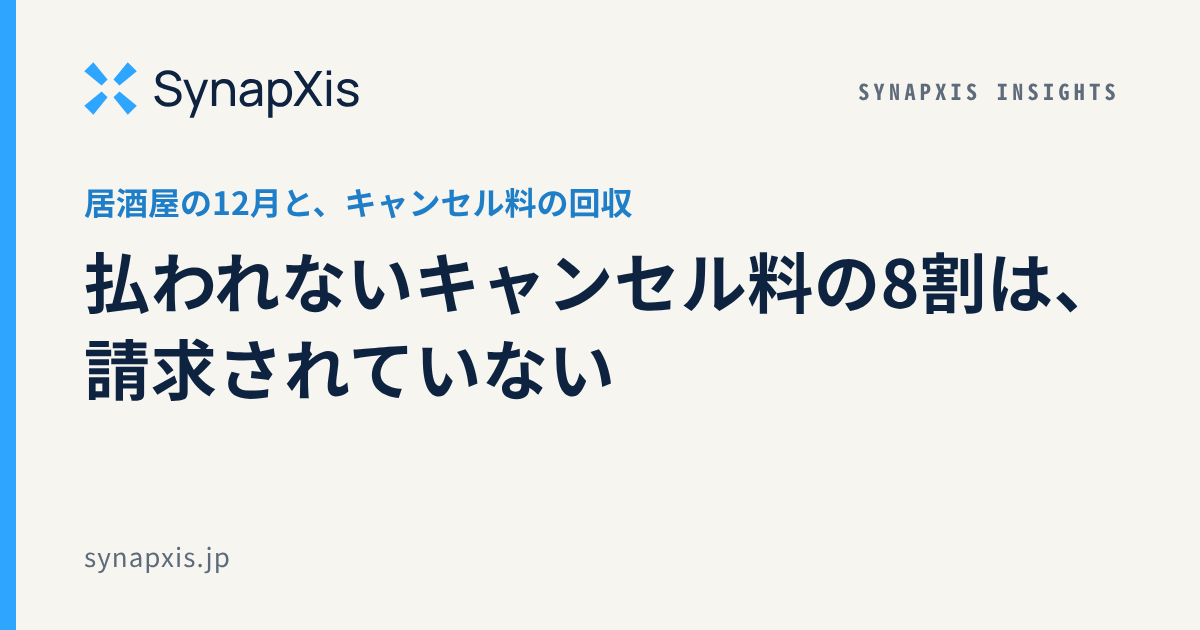 SynapXis
SYNAPXIS INSIGHTS
居酒屋の12月と、キャンセル料の回収
払われないキャンセル料の8割は、
請求されていない
synapxis.jp